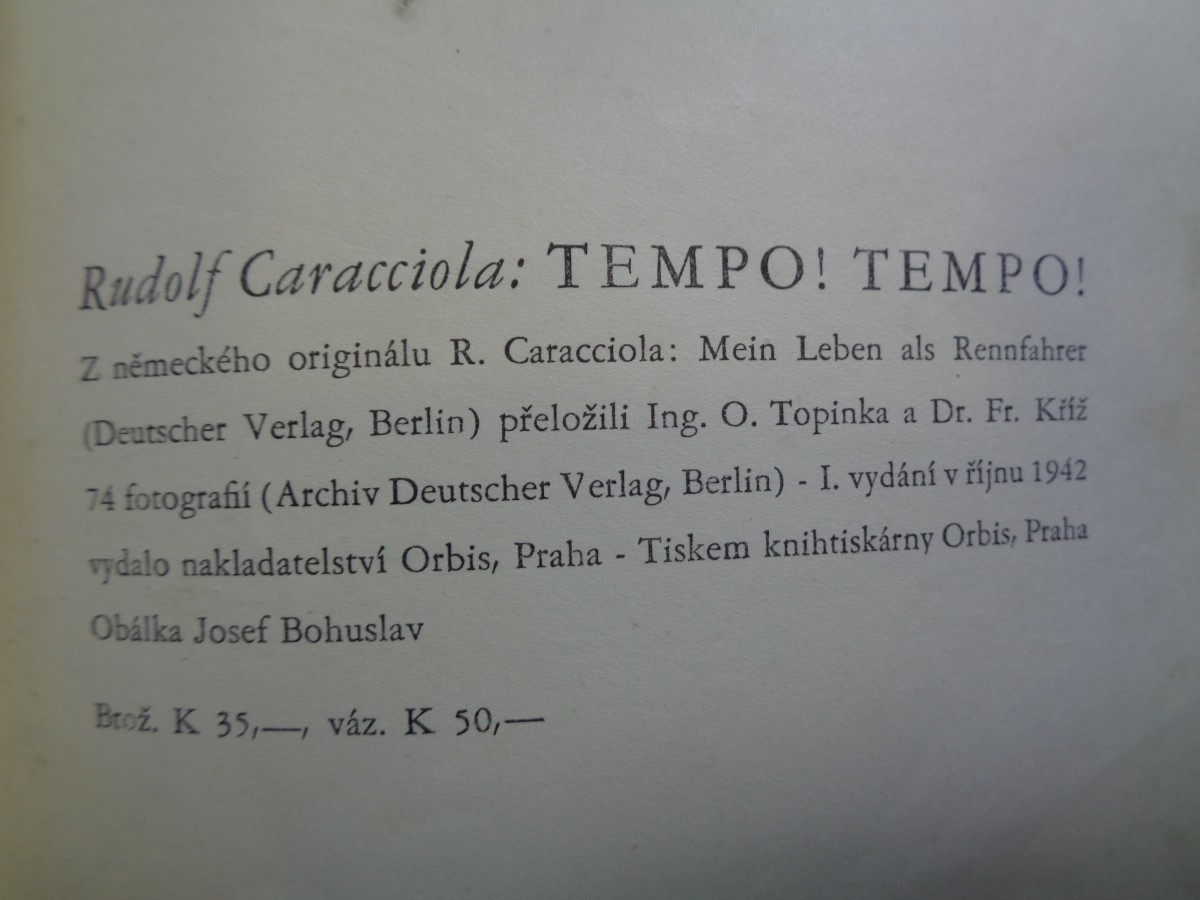 Rudolf Caracciola: TEMPO! TEMPO!
Z německého originálu R. Caracciola: Mein Leben als Rennfahrer
(Deutscher Verlag, Berlin) přeložili Ing. O. Topinka a Dr. Fr. Kříž
74 fotografií (Archiv Deutscher Verlag, Berlin) - I. vydání v říjnu 1942
vydalo nakladatelství Orbis, Praha - Tiskem knihtiskárny Orbis, Praha
Obálka Josef Bohuslav
Brož. K 35,—, váz. K 50,—